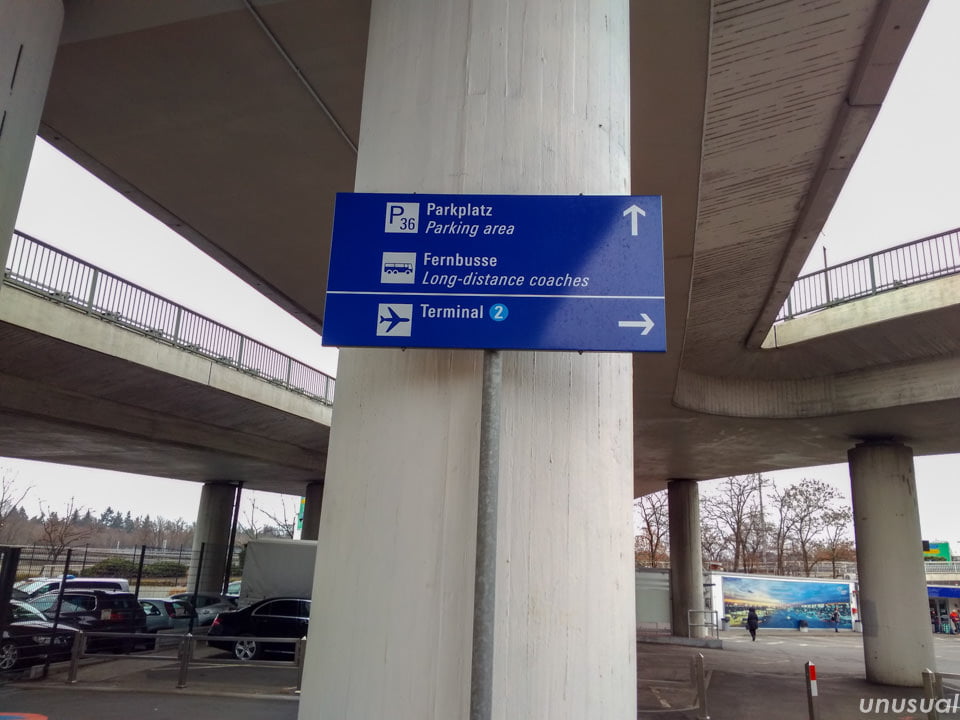 P36 Parkplatz
Parking area
Fernbusse
Long-distance coaches
Terminal 2
unusual